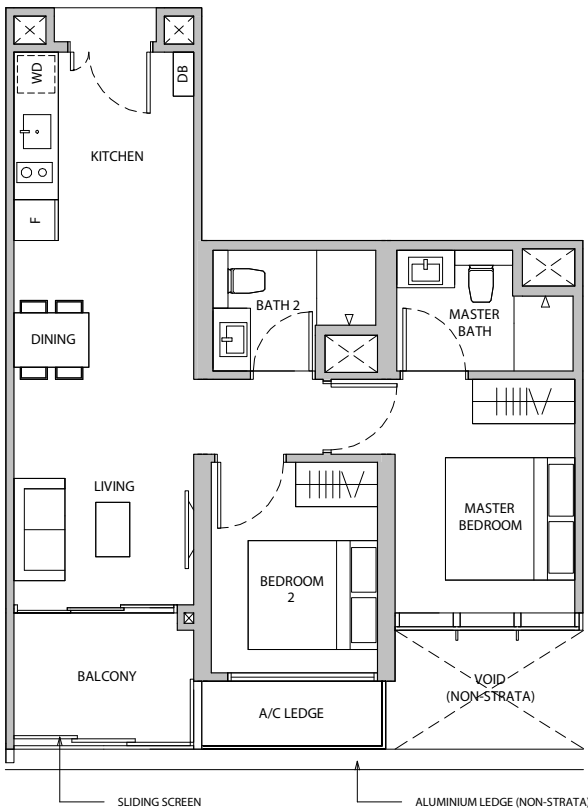 WD
DB
KITCHEN
F
BATH 2
MASTER
BATH
DINING
LIVING
MASTER
BEDROOM
BEDROOM
2
BALCONY
VOID
(NON-STRATA)
A/C LEDGE
SLIDING SCREEN
ALUMINIUM LEDGE (NON-STRATA)